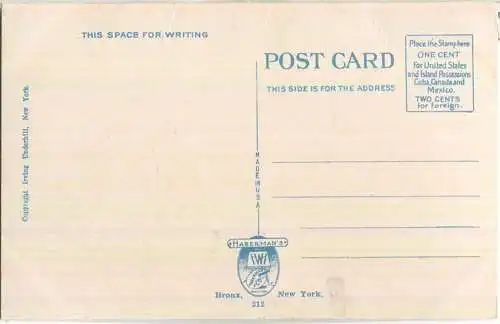 THIS SPACE FOR WRITING
POST CARD
THIS SIDE IS FOR THE ADDRESS
Place the Stamp here
ONE CENT
for United States
and Island Possessions
Cuba, Canada and
Mexico.
TWO CENTS
for foreign.
Copyright Irving Underhill, New York.
MADE IN U.S.A.
HABERMAN'S
Bronx, New York.
212